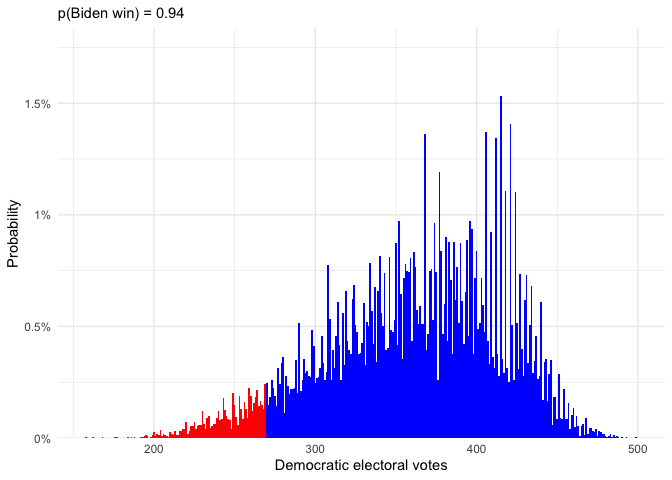 p(Biden win) = 0.94
Probability
1.5%
1%
0.5%
0%
200
300
400
500
Democratic electoral votes